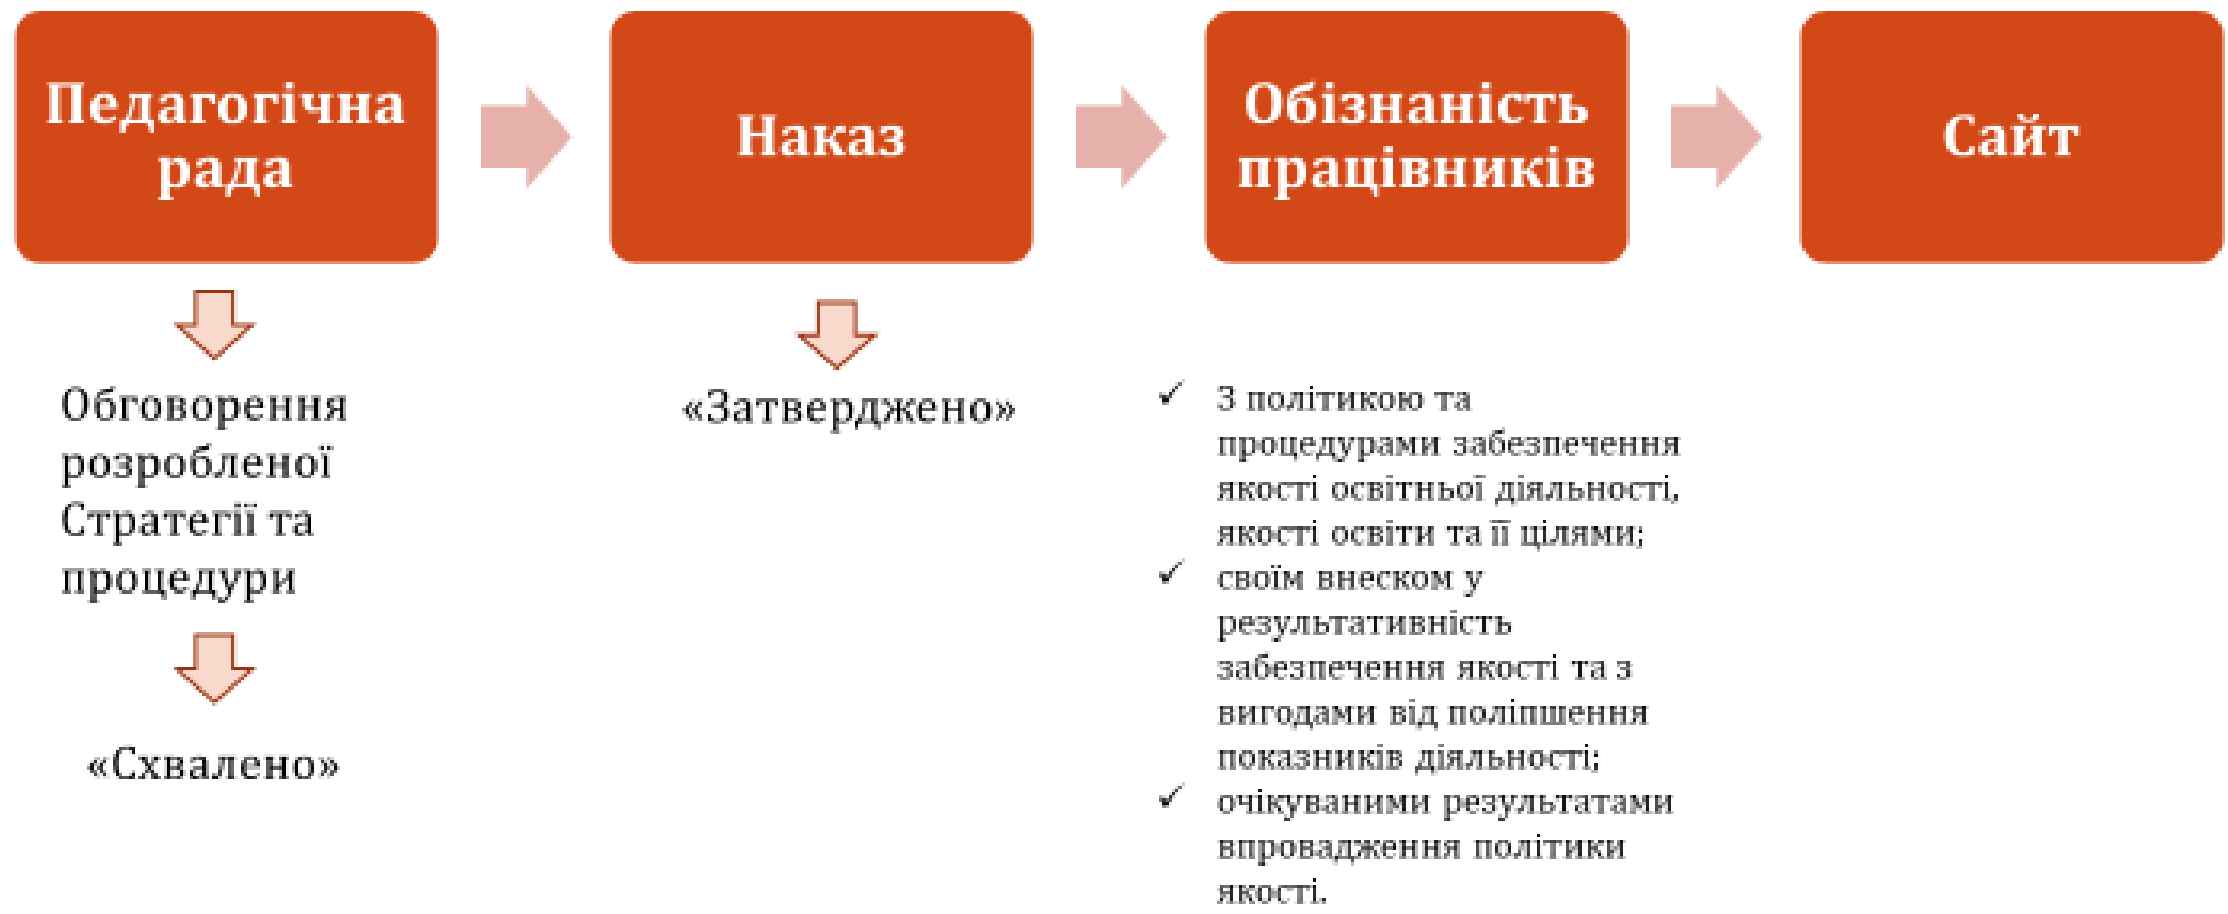 Педагогічна
рада
Наказ
Обізнаність
працівників
Сайт
Обговорення
розробленої
Стратегії та
процедури
«Схвалено»
«Затверджено»
✓ З політикою та
процедурами забезпечення
якості освітньої діяльності,
якості освіти та її цілями;
✓ своїм внеском у
результативність
забезпечення якості та з
вигодами від поліпшення
показників діяльності;
✓ очікуваними результатами
впровадження політики
якості.